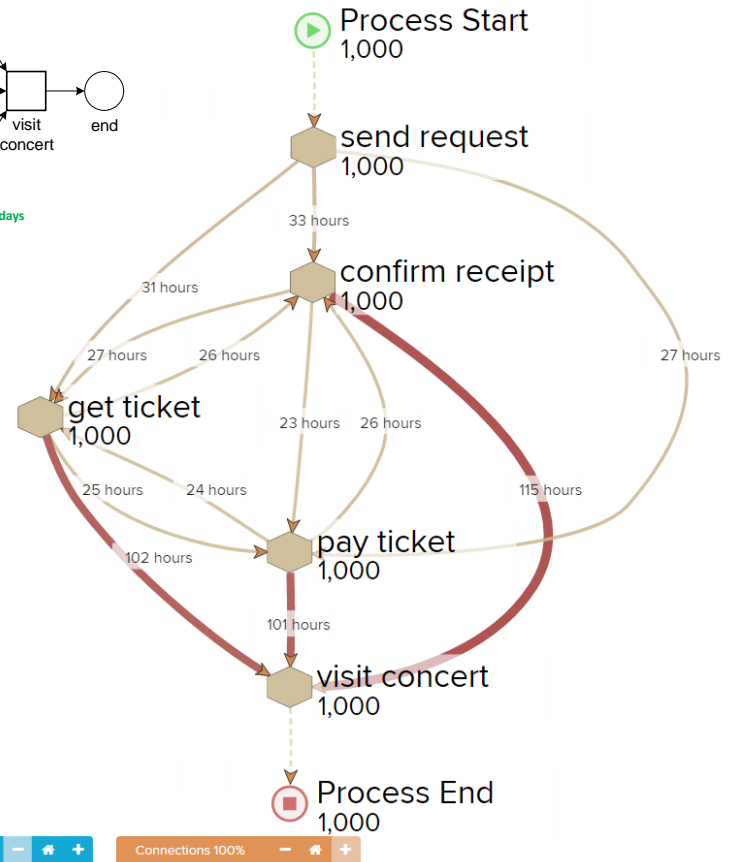 Process Start
1,000
visit
concert
end
send request
1,000
days
33 hours
confirm receipt
1,000
31 hours
27 hours
26 hours
27 hours
get ticket
1,000
23 hours
26 hours
25 hours
24 hours
115 hours
pay ticket
1,000
102 hours
101 hours
visit concert
1,000
Process End
1,000
Connections 100%